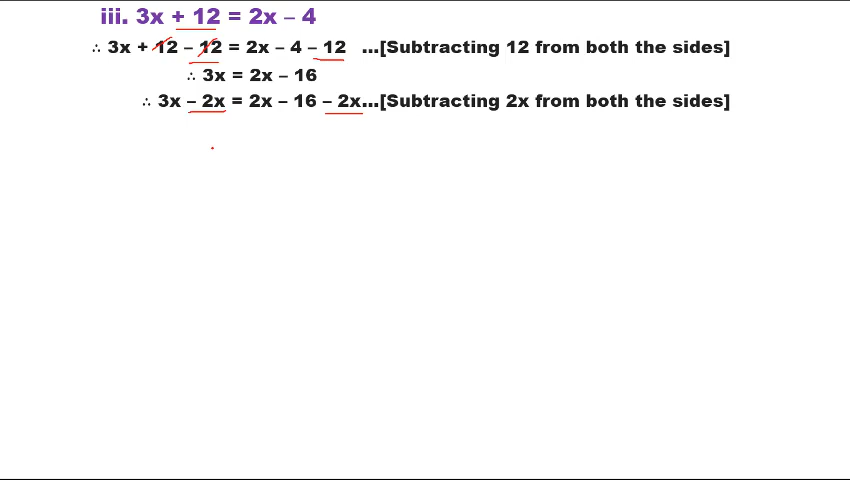 iii. 3x + 12 = 2x – 4
∴ 3x + 12 – 12 = 2x – 4 – 12 ...[Subtracting 12 from both the sides]
∴ 3x = 2x – 16
∴ 3x – 2x = 2x – 16 – 2x...[Subtracting 2x from both the sides]